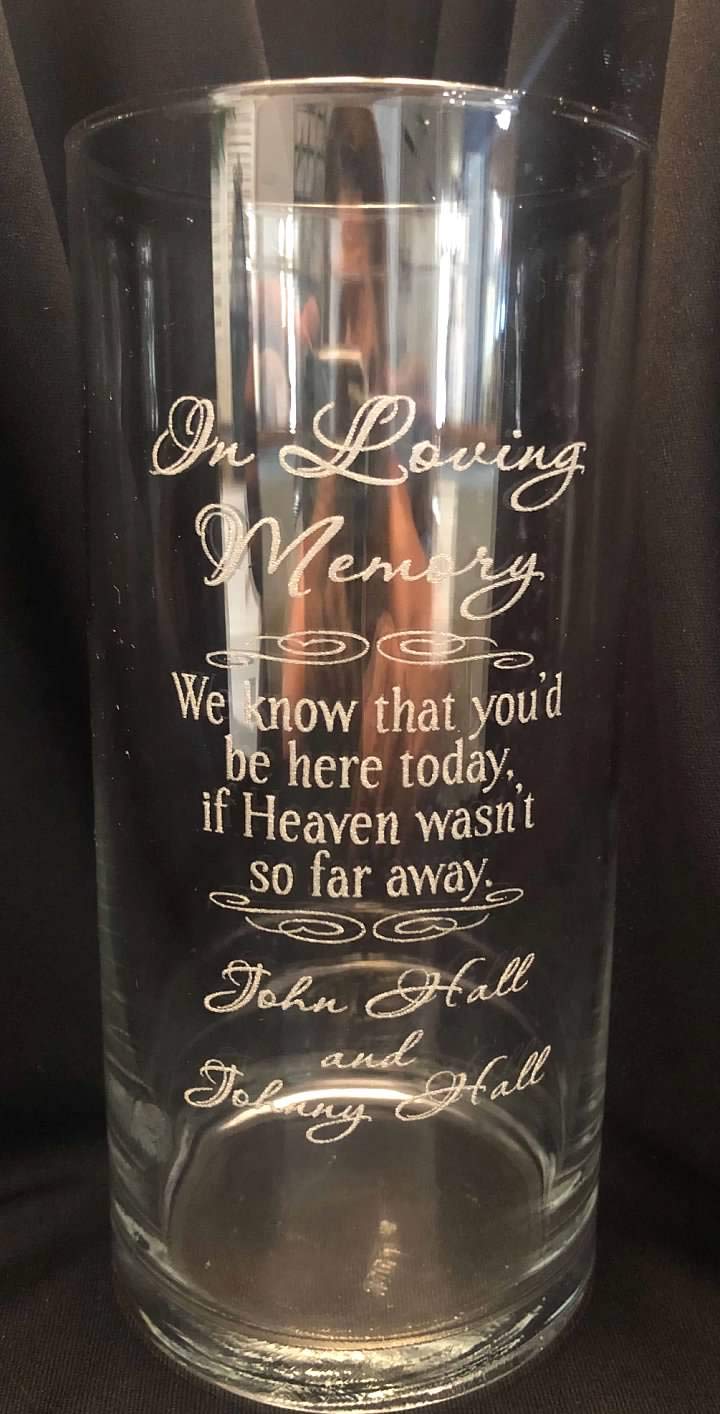 In Loving
Memory
We know that you'd
be here today,
if Heaven wasn't
so far away.
John Hall
and
Johnny Hall